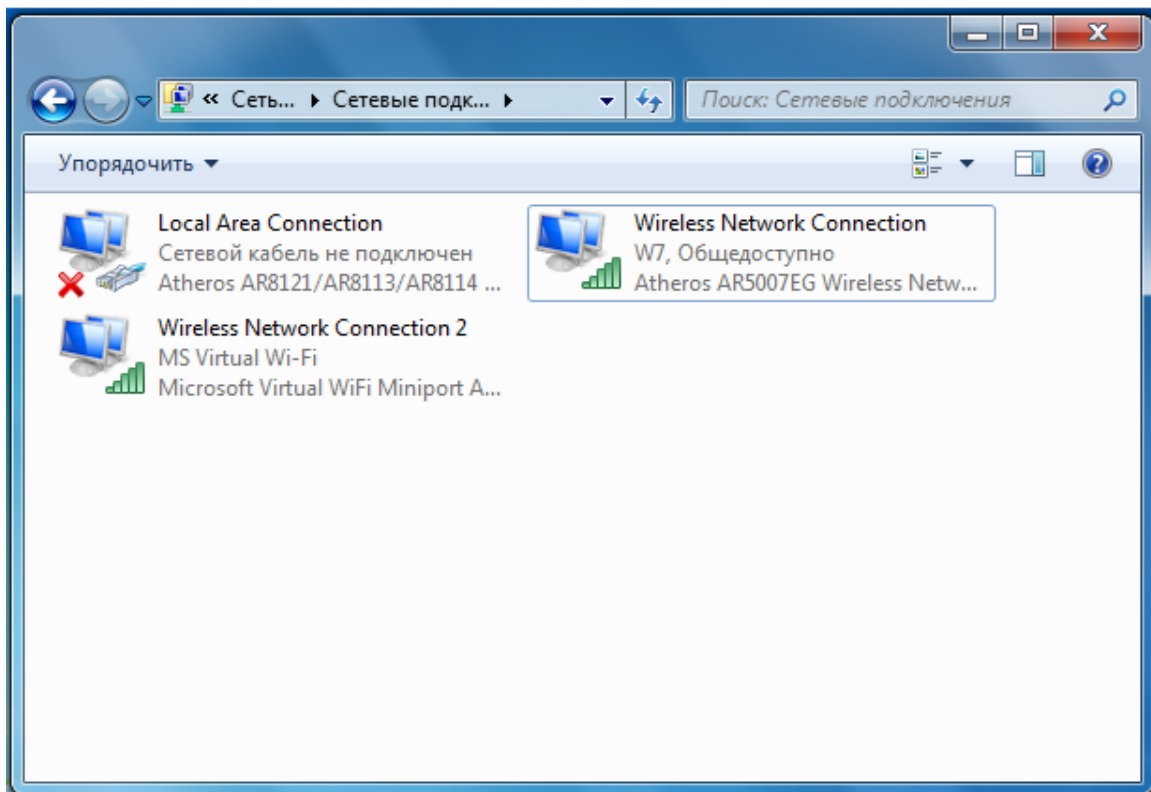 « Сеть... ▸ Сетевые подк... ▸
Поиск: Сетевые подключения
Упорядочить
Local Area Connection
Сетевой кабель не подключен
Atheros AR8121/AR8113/AR8114 ...
Wireless Network Connection
W7, Общедоступно
Atheros AR5007EG Wireless Netw...
Wireless Network Connection 2
MS Virtual Wi-Fi
Microsoft Virtual WiFi Miniport A...